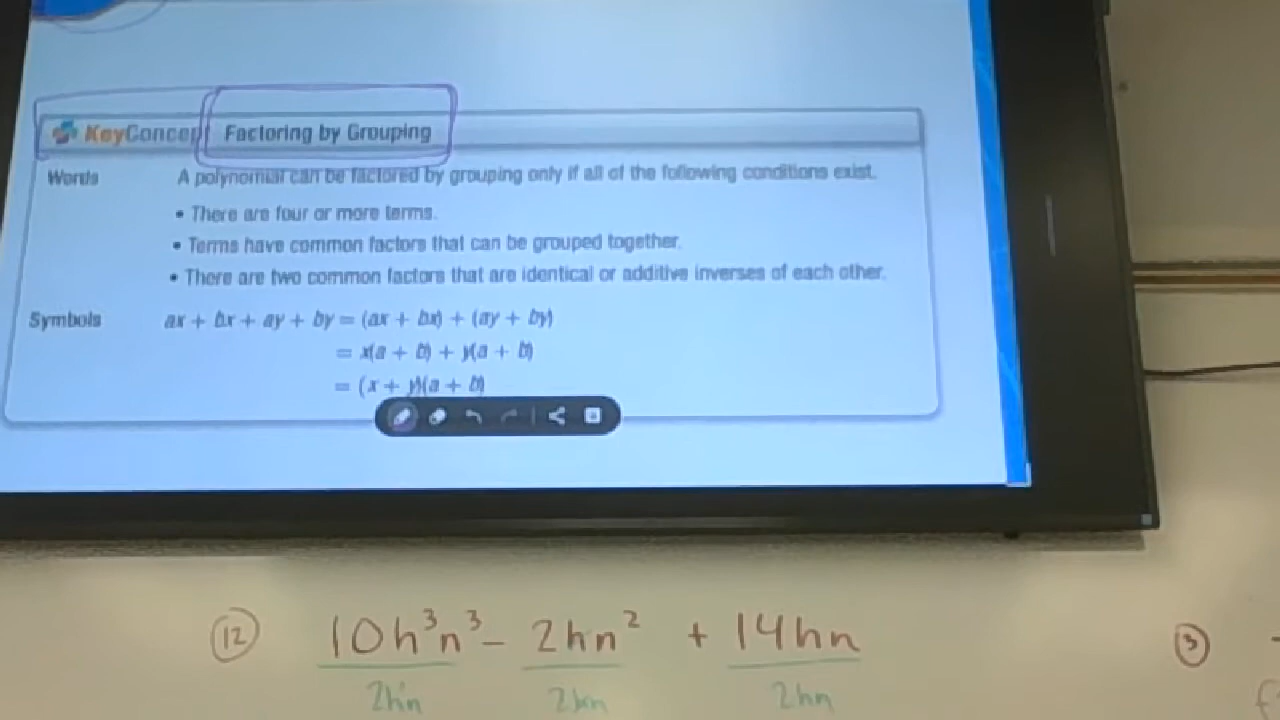 KeyConcept Factoring by Grouping
Words A polynomial can be factored by grouping only if all of the following conditions exist.
• There are four or more terms.
• Terms have common factors that can be grouped together.
• There are two common factors that are identical or additive inverses of each other.
Symbols ax + bx + ay + by = (ax + bx) + (ay + by)
= x(a + b) + y(a + b)
= (x + y)(a + b)
12 10h³n³ - 2hn² + 14hn
2hn 2hn 2hn
3